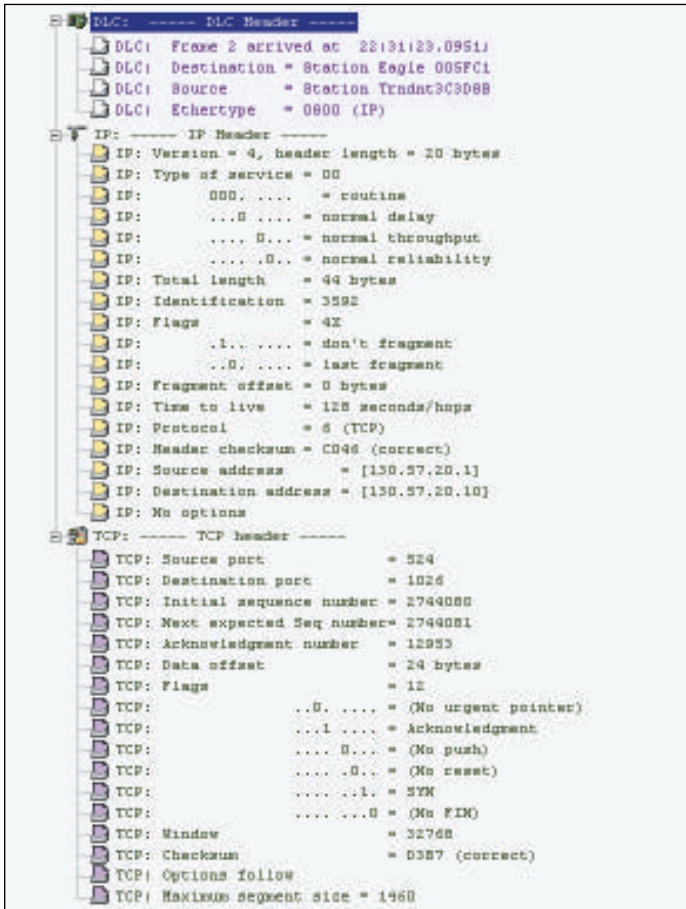 DLC: ----- DLC Header -----
DLC: Frame 2 arrived at 22:31:23.0951;
DLC: Destination = Station Eagle 005FC1
DLC: Source = Station Trndnt3C3D8B
DLC: Ethertype = 0800 (IP)
IP: ----- IP Header -----
IP: Version = 4, header length = 20 bytes
IP: Type of service = 00
IP: 000. .... = routine
IP: ...0 .... = normal delay
IP: .... 0... = normal throughput
IP: .... .0.. = normal reliability
IP: Total length = 44 bytes
IP: Identification = 3592
IP: Flags = 4X
IP: .1.. .... = don't fragment
IP: ..0. .... = last fragment
IP: Fragment offset = 0 bytes
IP: Time to live = 128 seconds/hops
IP: Protocol = 6 (TCP)
IP: Header checksum = C046 (correct)
IP: Source address = [130.57.20.1]
IP: Destination address = [130.57.20.10]
IP: No options
TCP: ----- TCP header -----
TCP: Source port = 524
TCP: Destination port = 1026
TCP: Initial sequence number = 2744080
TCP: Next expected Seq number= 2744081
TCP: Acknowledgment number = 12953
TCP: Data offset = 24 bytes
TCP: Flags = 12
TCP: ..0. .... = (No urgent pointer)
TCP: ...1 .... = Acknowledgment
TCP: .... 0... = (No push)
TCP: .... .0.. = (No reset)
TCP: .... ..1. = SYN
TCP: .... ...0 = (No FIN)
TCP: Window = 32768
TCP: Checksum = D3B7 (correct)
TCP: Options follow
TCP: Maximum segment size = 1460